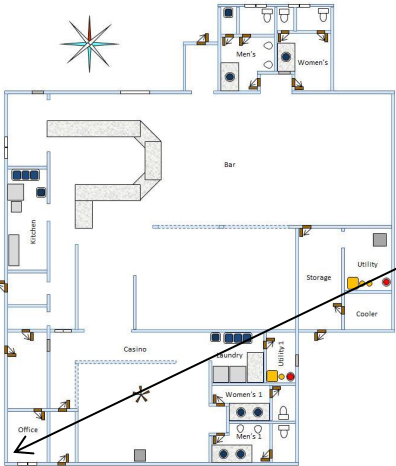 Men's
Women's
Bar
Kitchen
Utility
Storage
Cooler
Casino
Laundry
Utility 1
Women's 1
Office
Men's 1